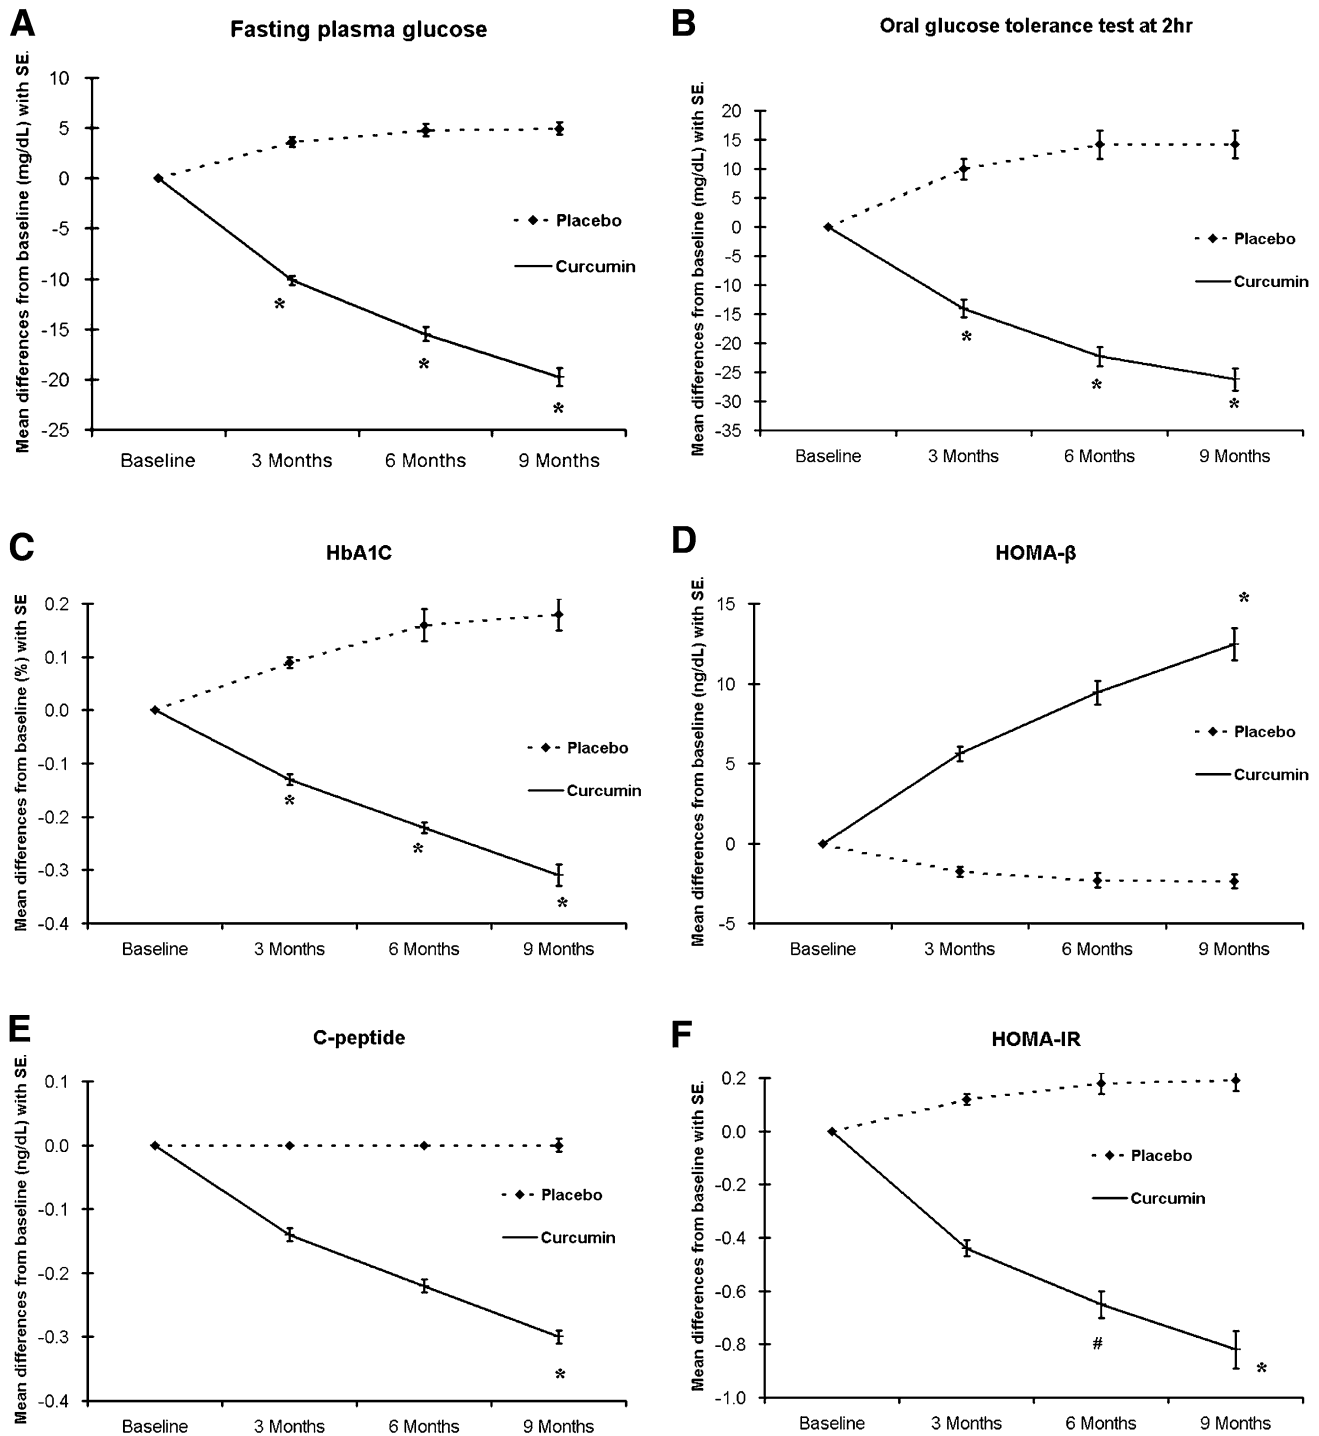 A
Fasting plasma glucose
Mean differences from baseline (mg/dL) with SE.
10
5
0
-5
-10
-15
-20
-25
Placebo
Curcumin
*
*
*
Baseline
3 Months
6 Months
9 Months
B
Oral glucose tolerance test at 2hr
Mean differences from baseline (mg/dL) with SE.
20
15
10
5
0
-5
-10
-15
-20
-25
-30
-35
Placebo
Curcumin
*
*
*
Baseline
3 Months
6 Months
9 Months
C
HbA1C
Mean differences from baseline (%) with SE
0.2
0.1
0.0
-0.1
-0.2
-0.3
-0.4
Placebo
Curcumin
*
*
*
Baseline
3 Months
6 Months
9 Months
D
HOMA-β
Mean differences from baseline (ng/dL) with SE.
15
10
5
0
-5
*
Placebo
Curcumin
Baseline
3 Months
6 Months
9 Months
E
C-peptide
Mean differences from baseline (ng/dL) with SE.
0.1
0.0
-0.1
-0.2
-0.3
-0.4
Placebo
Curcumin
*
Baseline
3 Months
6 Months
9 Months
F
HOMA-IR
Mean differences from baseline with SE.
0.2
0.0
-0.2
-0.4
-0.6
-0.8
-1.0
Placebo
Curcumin
#
*
Baseline
3 Months
6 Months
9 Months